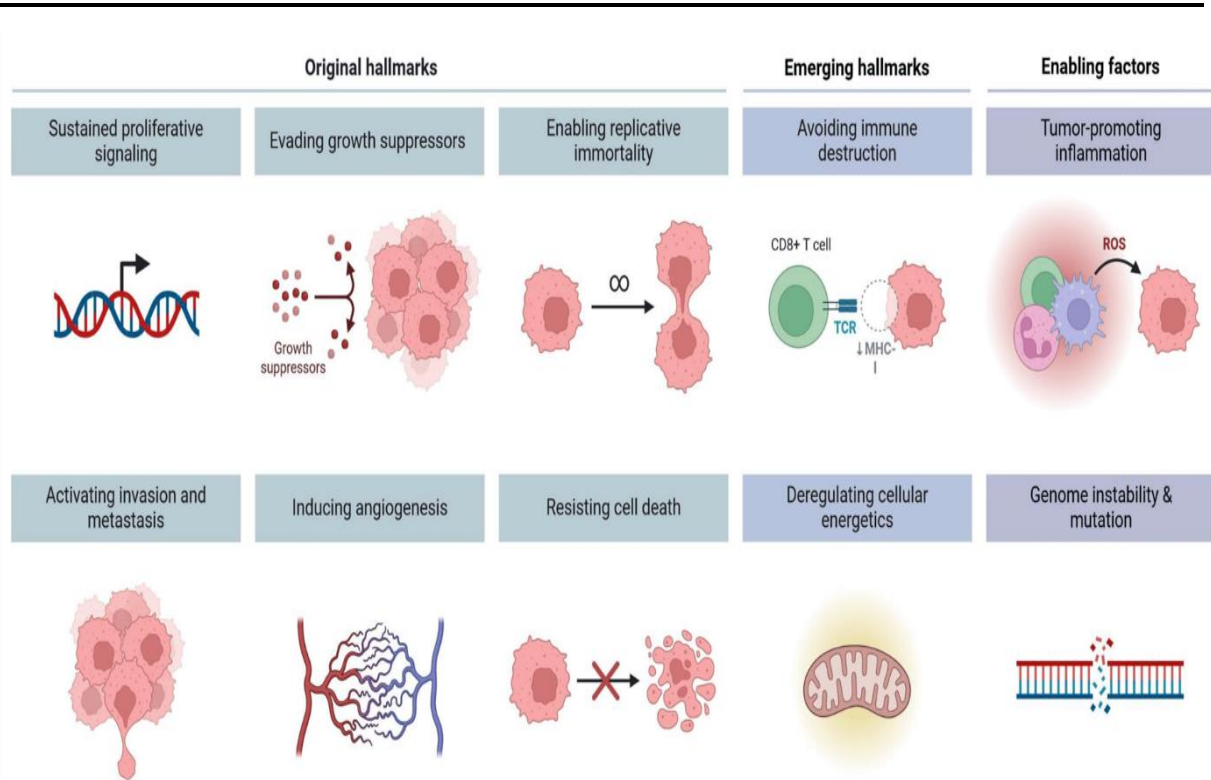 Original hallmarks
Emerging hallmarks
Enabling factors
Sustained proliferative
signaling
Evading growth suppressors
Enabling replicative
immortality
Avoiding immune
destruction
Tumor-promoting
inflammation
Growth
suppressors
∞
CD8+ T cell
TCR
↓MHC-
I
ROS
Activating invasion and
metastasis
Inducing angiogenesis
Resisting cell death
Deregulating cellular
energetics
Genome instability &
mutation